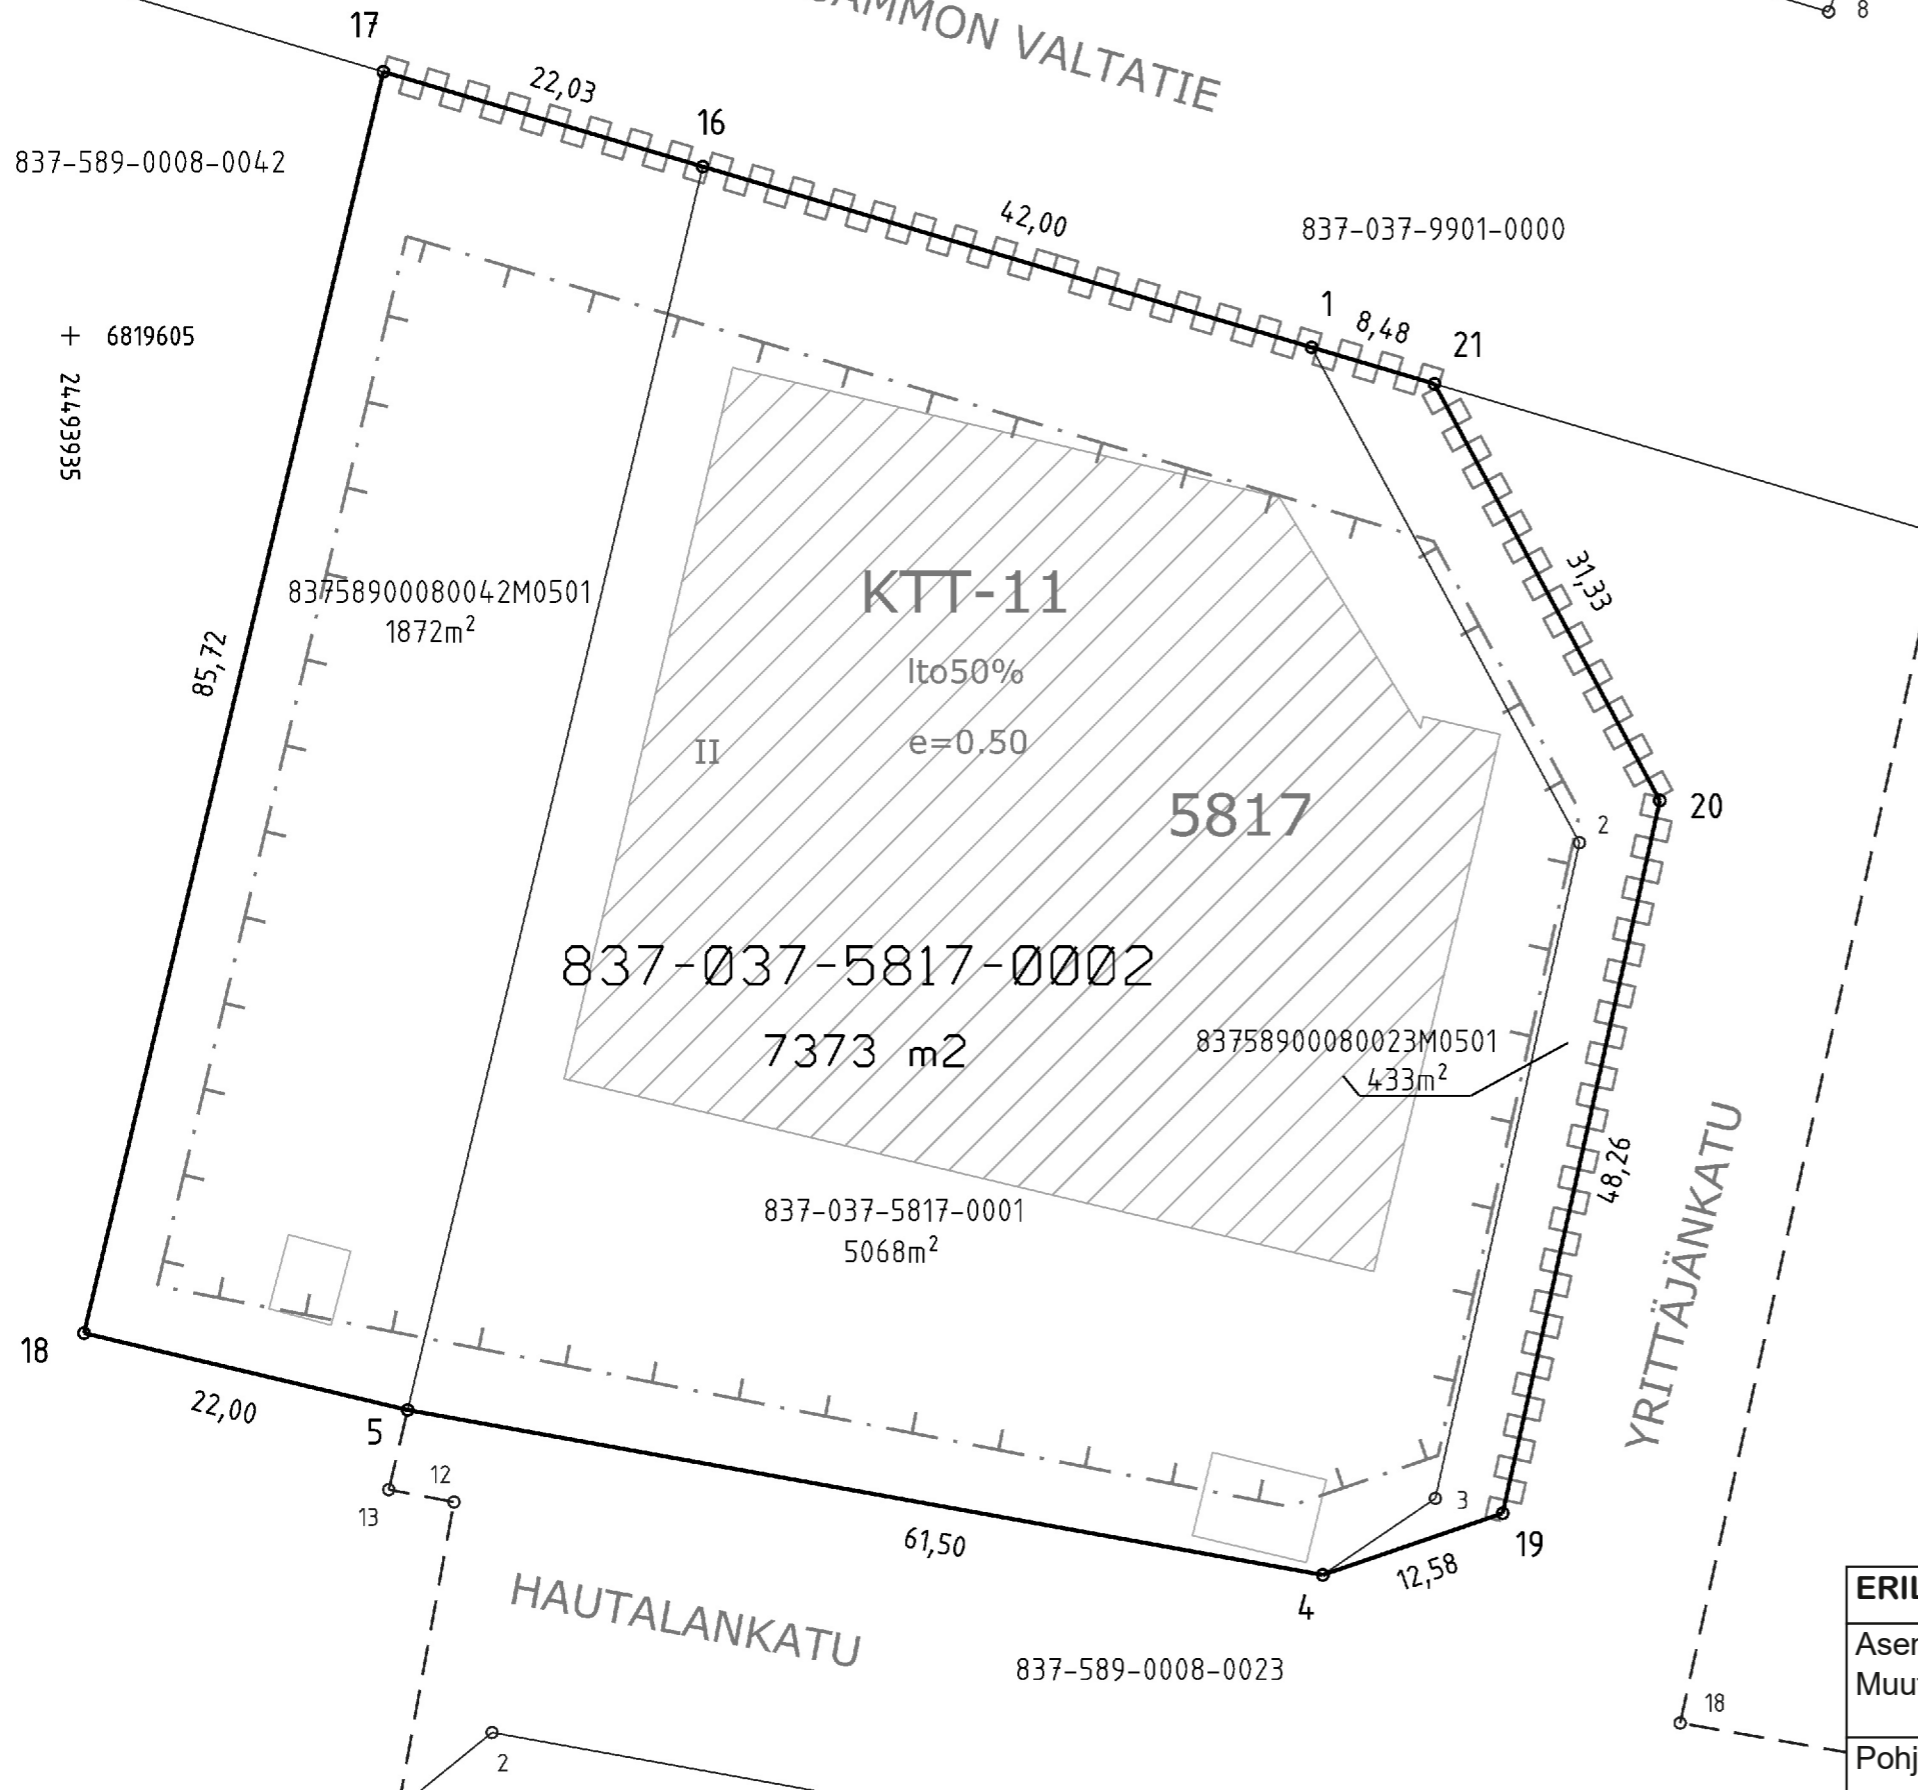 8
17
SAMMON VALTATIE
22,03
16
837-589-0008-0042
42,00
837-037-9901-0000
1
8,48
21
6819605
24493935
31,33
83758900080042M0501
1872m²
KTT-11
lto50%
85,72
II
e=0.50
5817
20
2
837-037-5817-0002
7373 m2
83758900080023M0501
433m²
48,26
YRITTÄJÄNKATU
837-037-5817-0001
5068m²
18
22,00
5
12
13
3
61,50
19
12,58
4
HAUTALANKATU
837-589-0008-0023
ERIL
Aser
Muu
18
2
Pohj